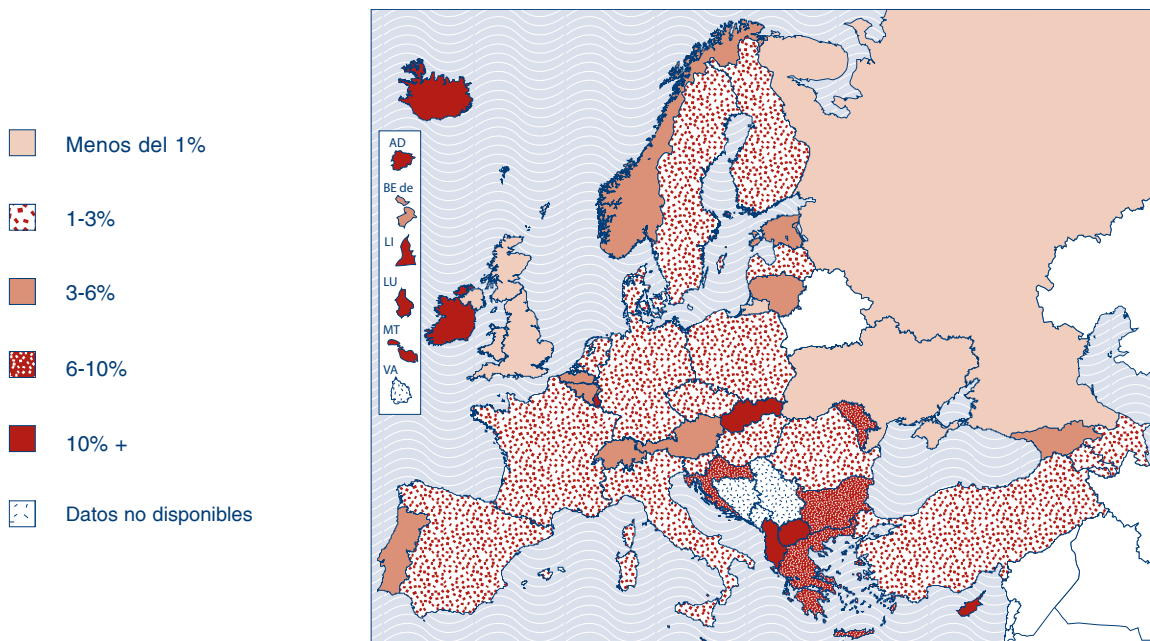 Menos del 1%
1-3%
3-6%
6-10%
10% +
Datos no disponibles
AD
BE de
LI
LU
MT
VA